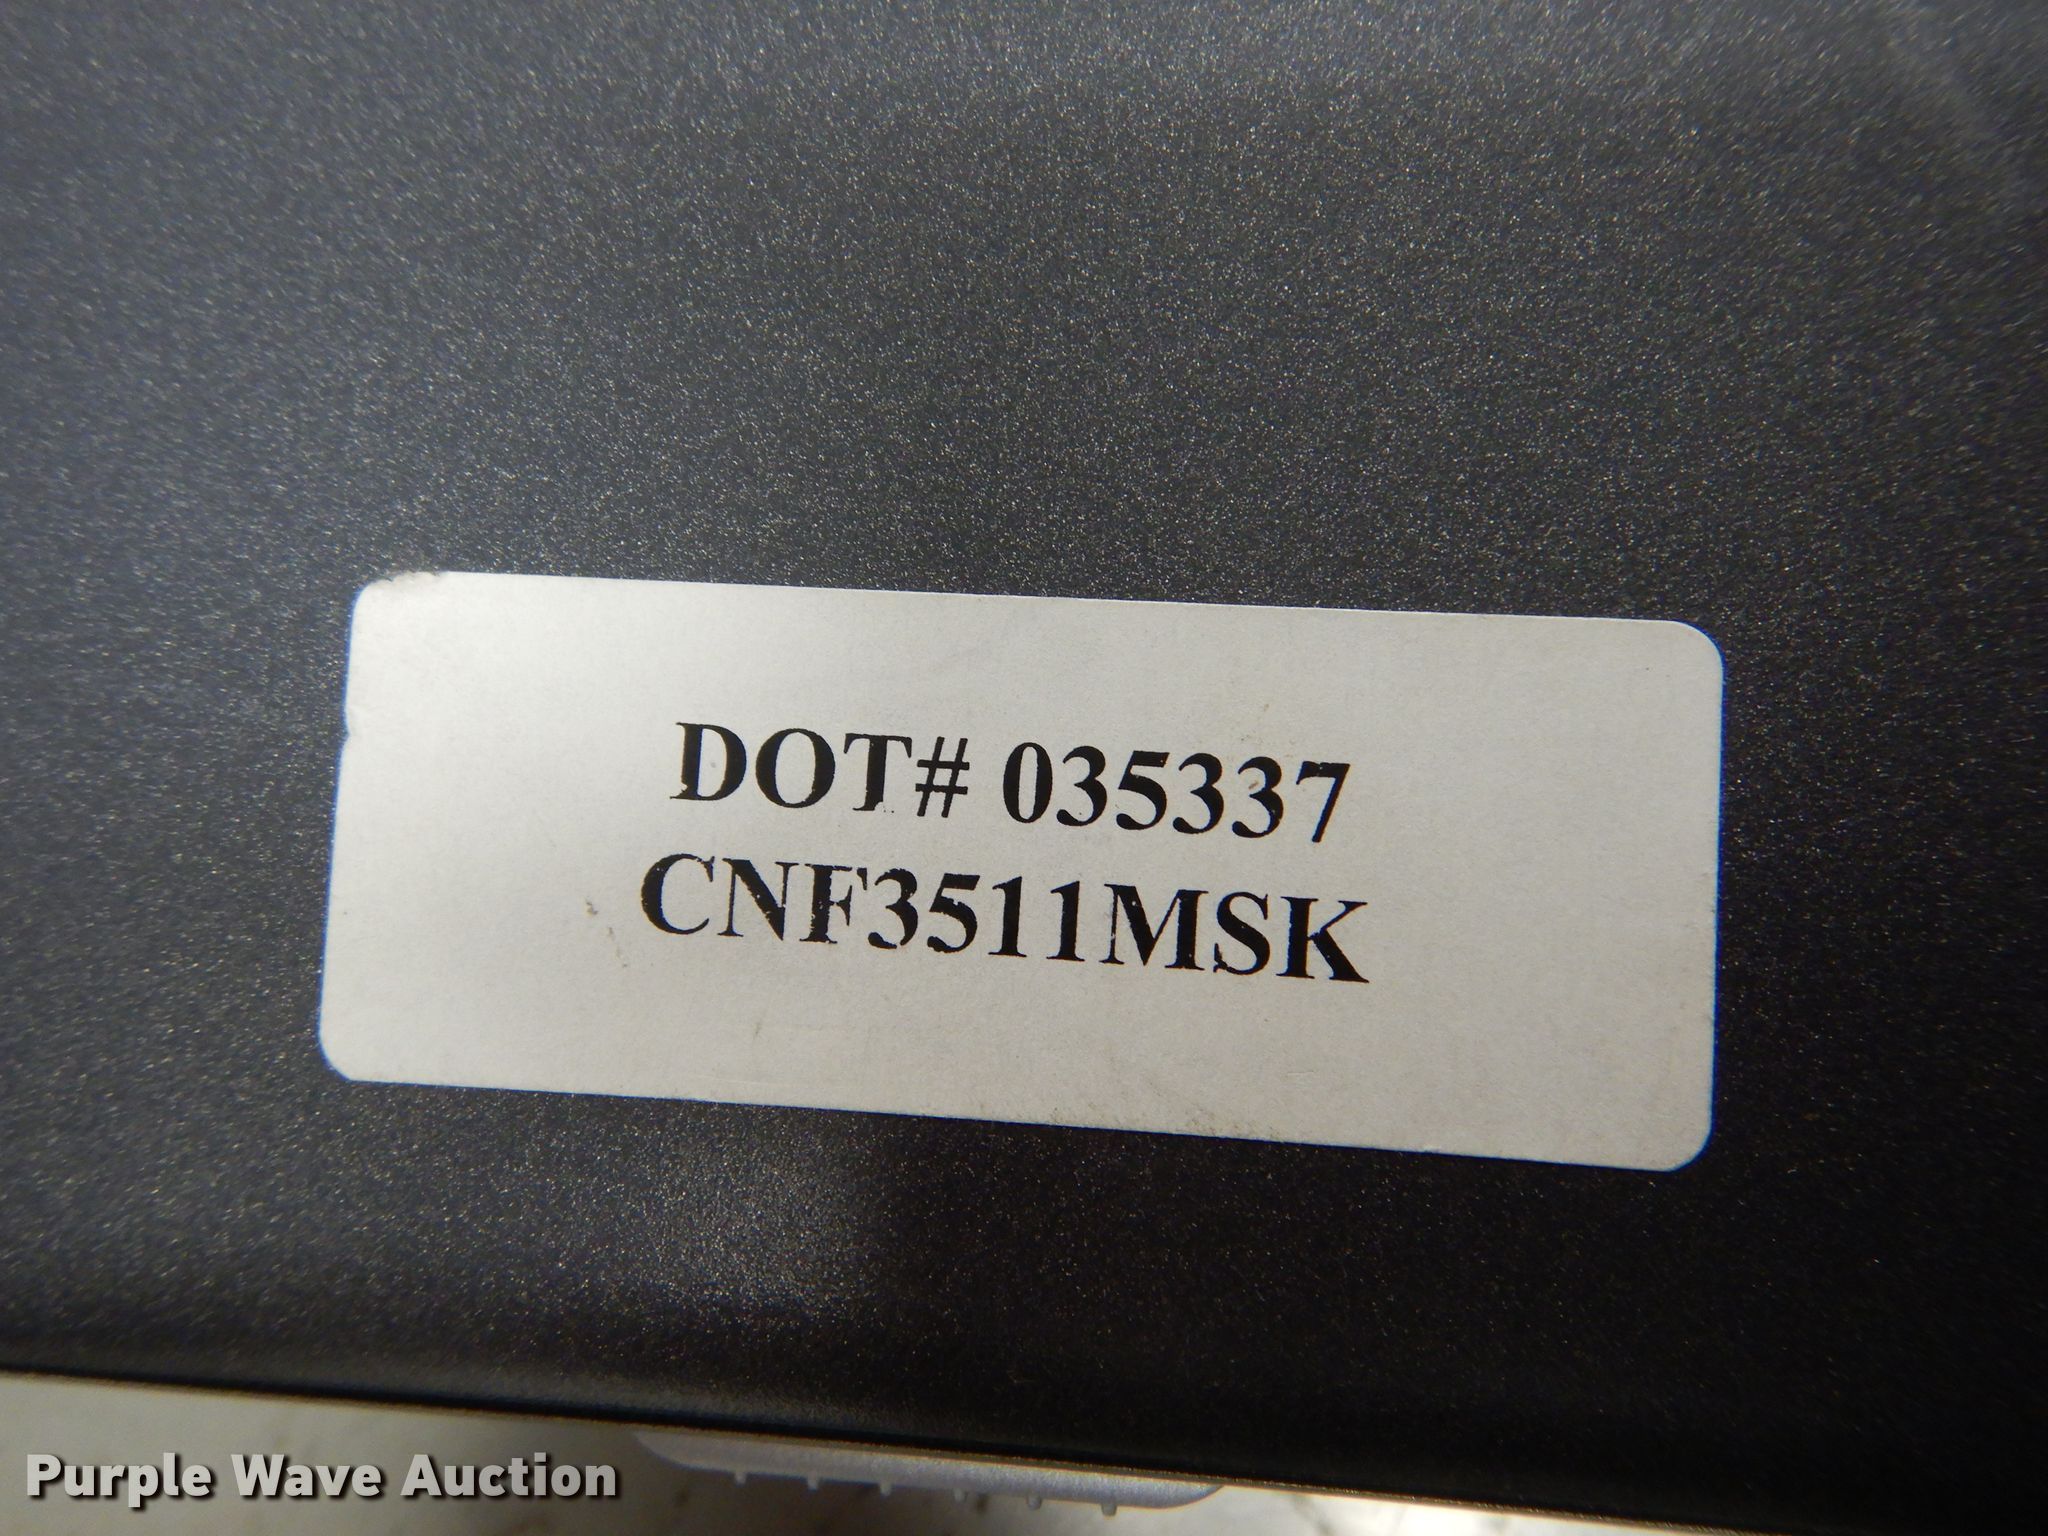 DOT# 035337
CNF3511MSK
Purple Wave Auction